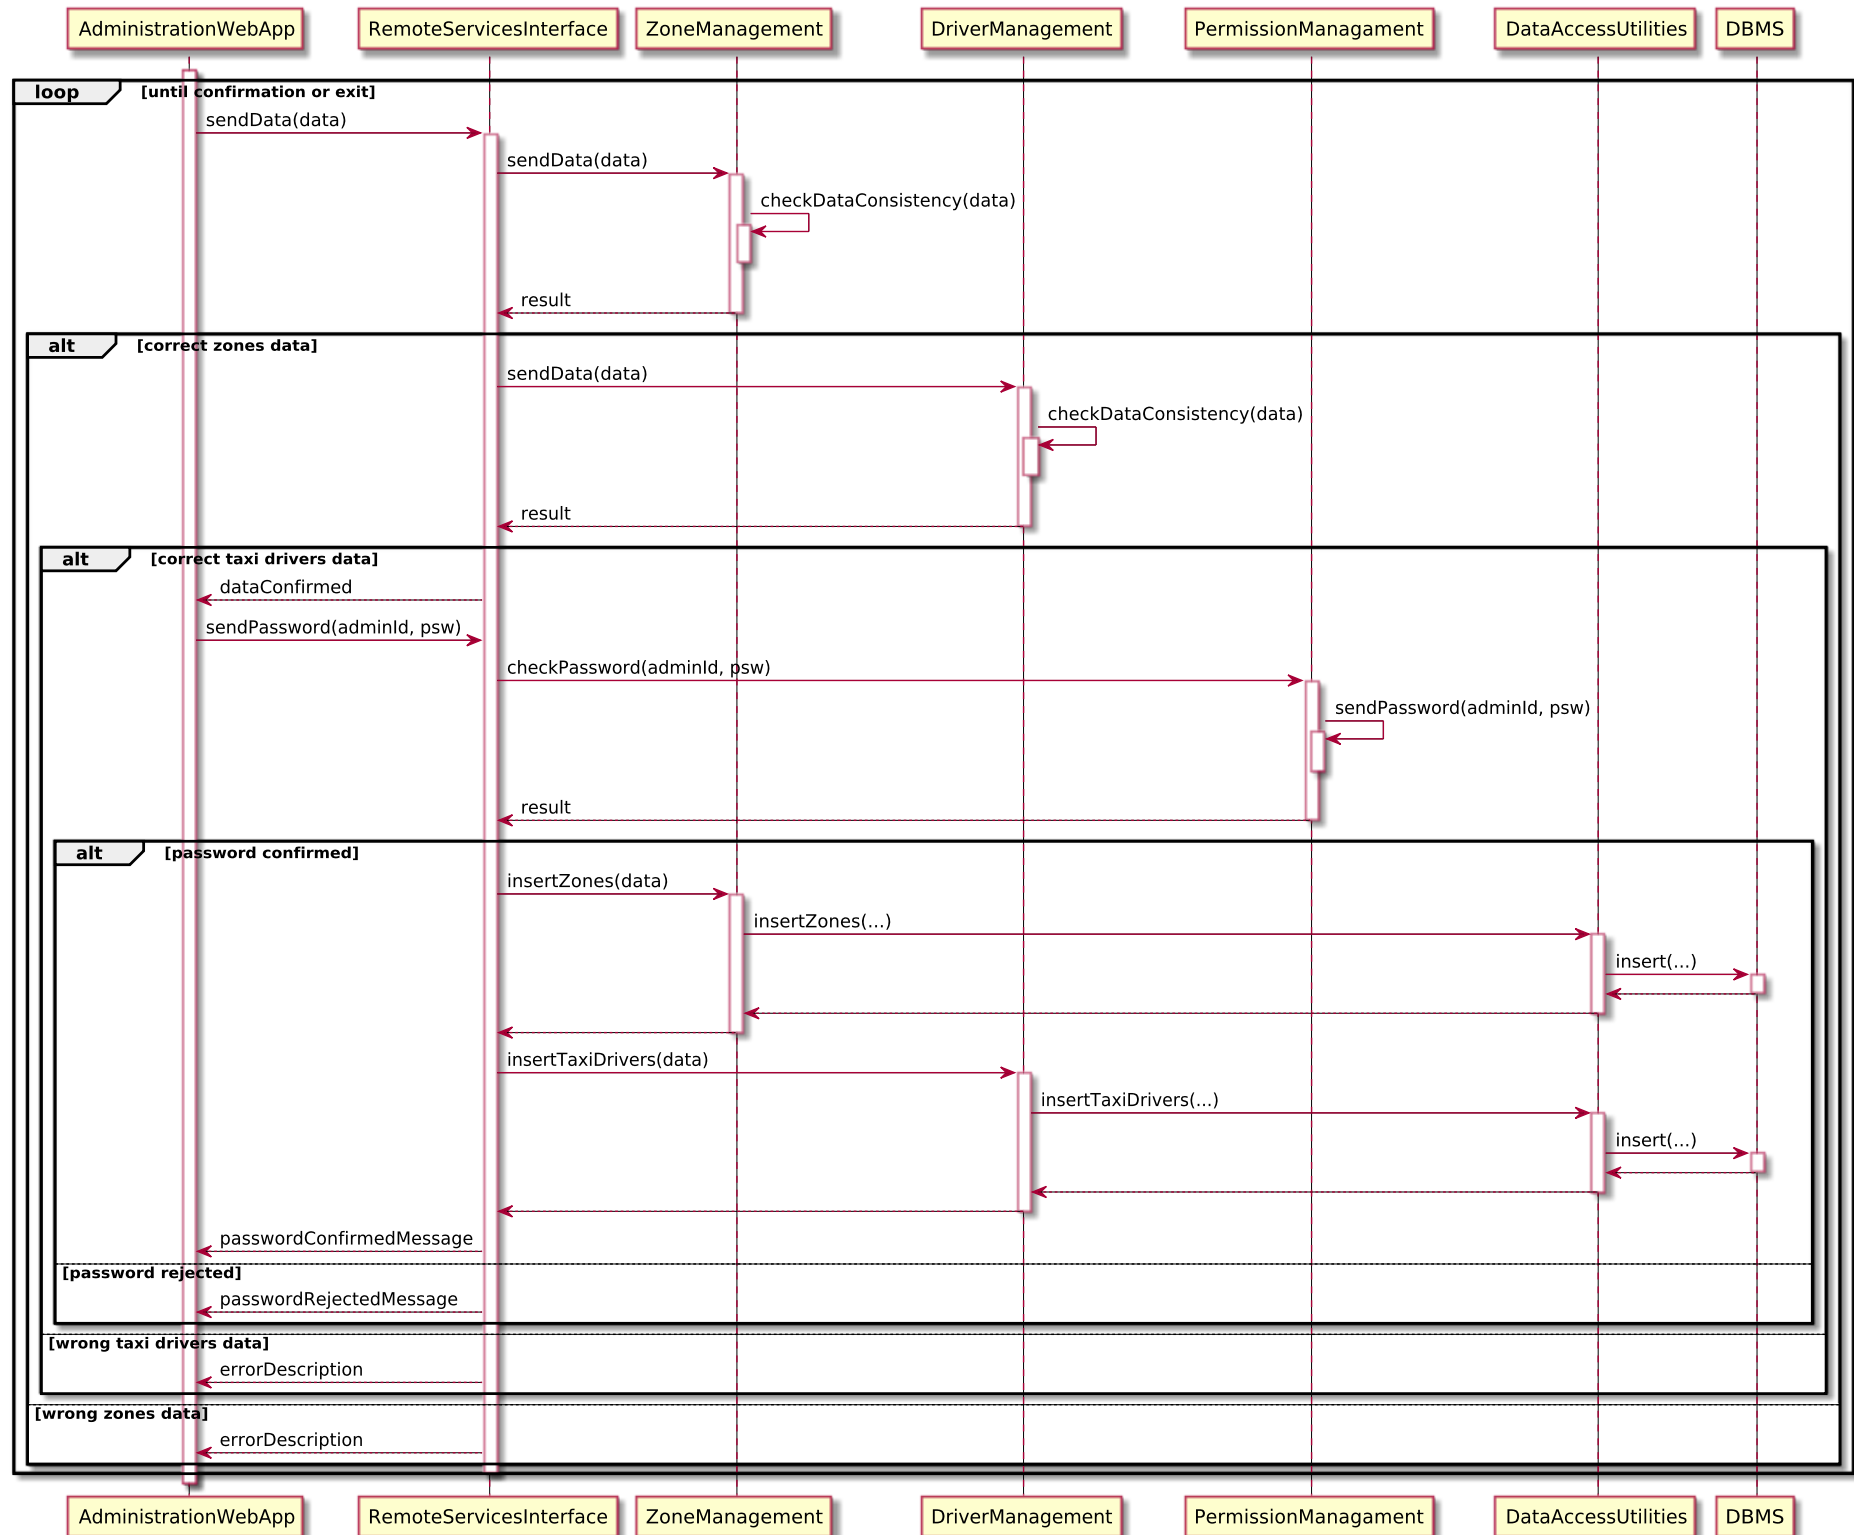 AdministrationWebApp RemoteServicesInterface ZoneManagement DriverManagement PermissionManagament DataAccessUtilities DBMS
loop [until confirmation or exit]
sendData(data)
sendData(data)
checkDataConsistency(data)
result
alt [correct zones data]
sendData(data)
checkDataConsistency(data)
result
alt [correct taxi drivers data]
dataConfirmed
sendPassword(adminId, psw)
checkPassword(adminId, psw)
sendPassword(adminId, psw)
result
alt [password confirmed]
insertZones(data)
insertZones(...)
insert(...)
insertTaxiDrivers(data)
insertTaxiDrivers(...)
insert(...)
passwordConfirmedMessage
[password rejected]
passwordRejectedMessage
[wrong taxi drivers data]
errorDescription
[wrong zones data]
errorDescription
AdministrationWebApp RemoteServicesInterface ZoneManagement DriverManagement PermissionManagament DataAccessUtilities DBMS